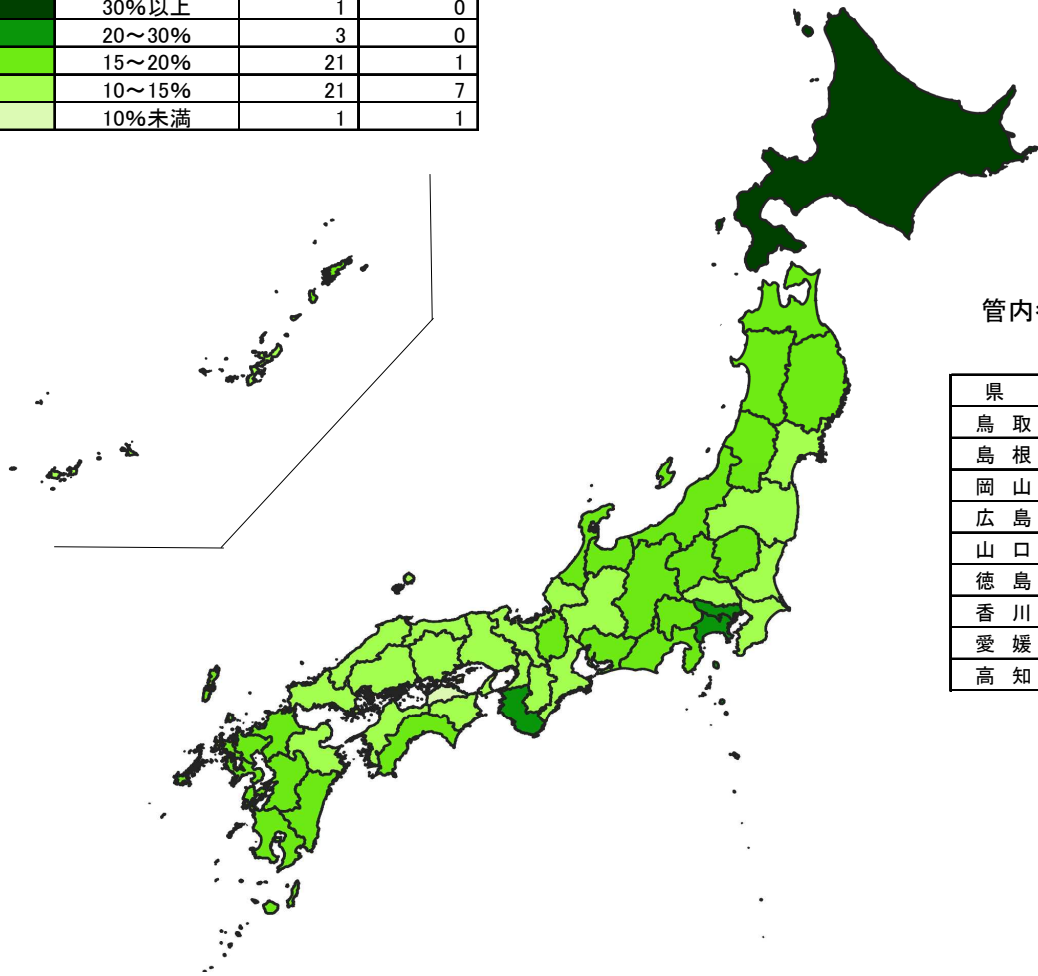 30%以上 1 0
20～30% 3 0
15～20% 21 1
10～15% 21 7
10%未満 1 1
管内
県
鳥取
島根
岡山
広島
山口
徳島
香川
愛媛
高知